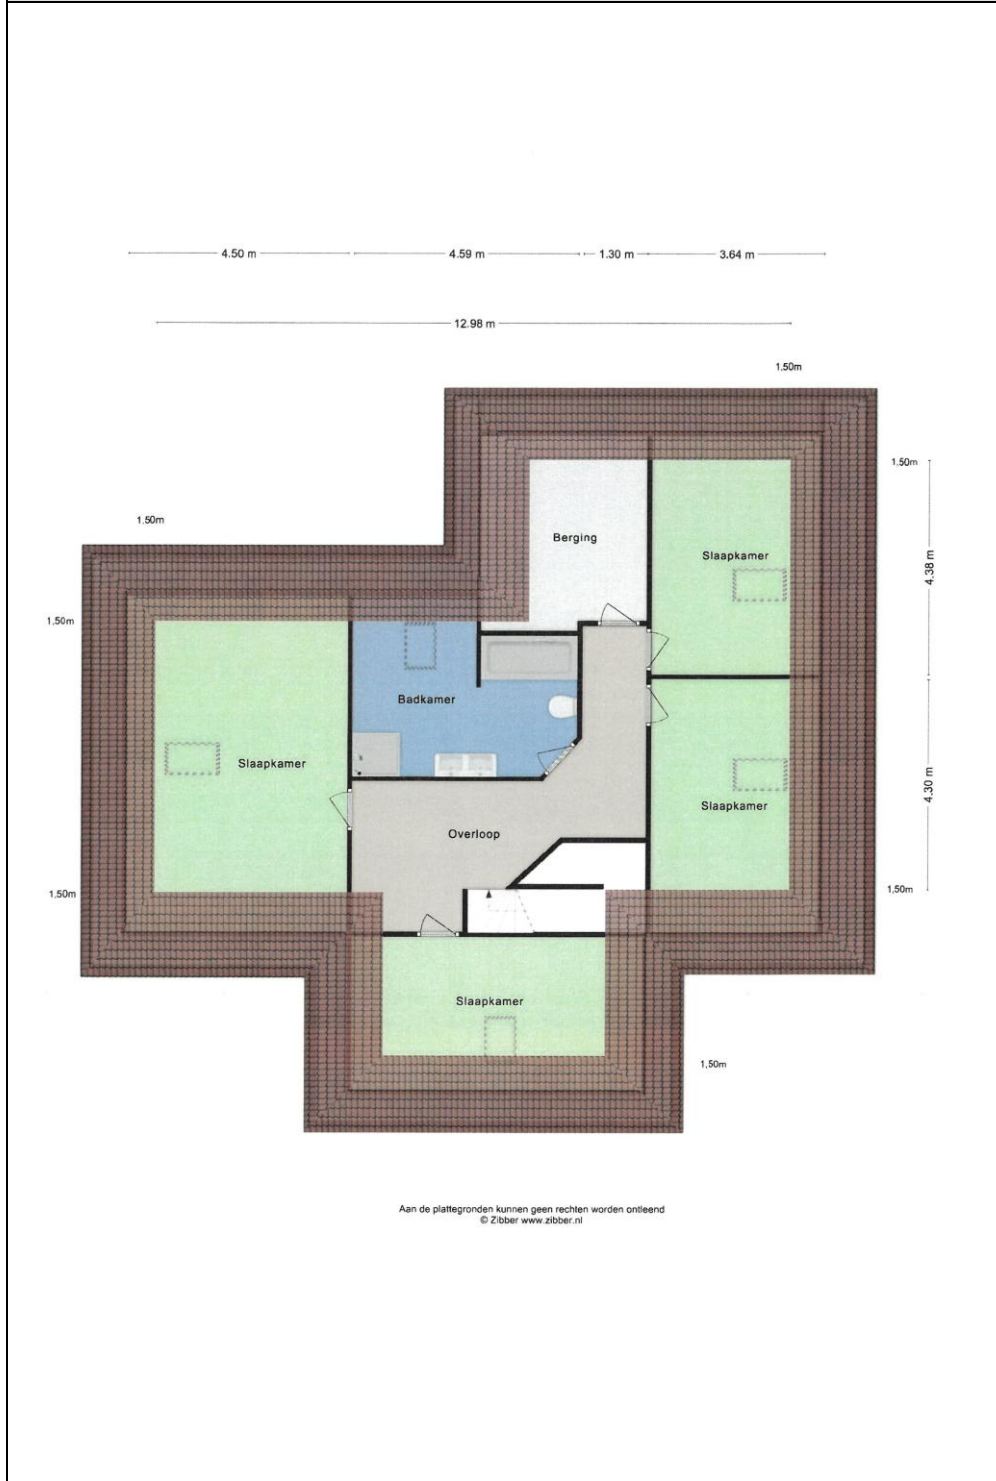 4.50 m
4.59 m
1.30 m
3.64 m
12.98 m
1.50m
1.50m
1.50m
Berging
Slaapkamer
4.38 m
1,50m
Badkamer
Slaapkamer
4.30 m
Slaapkamer
Overloop
1,50m
1,50m
Slaapkamer
1,50m
Aan de plattegronden kunnen geen rechten worden ontleend
© Zibber www.zibber.nl